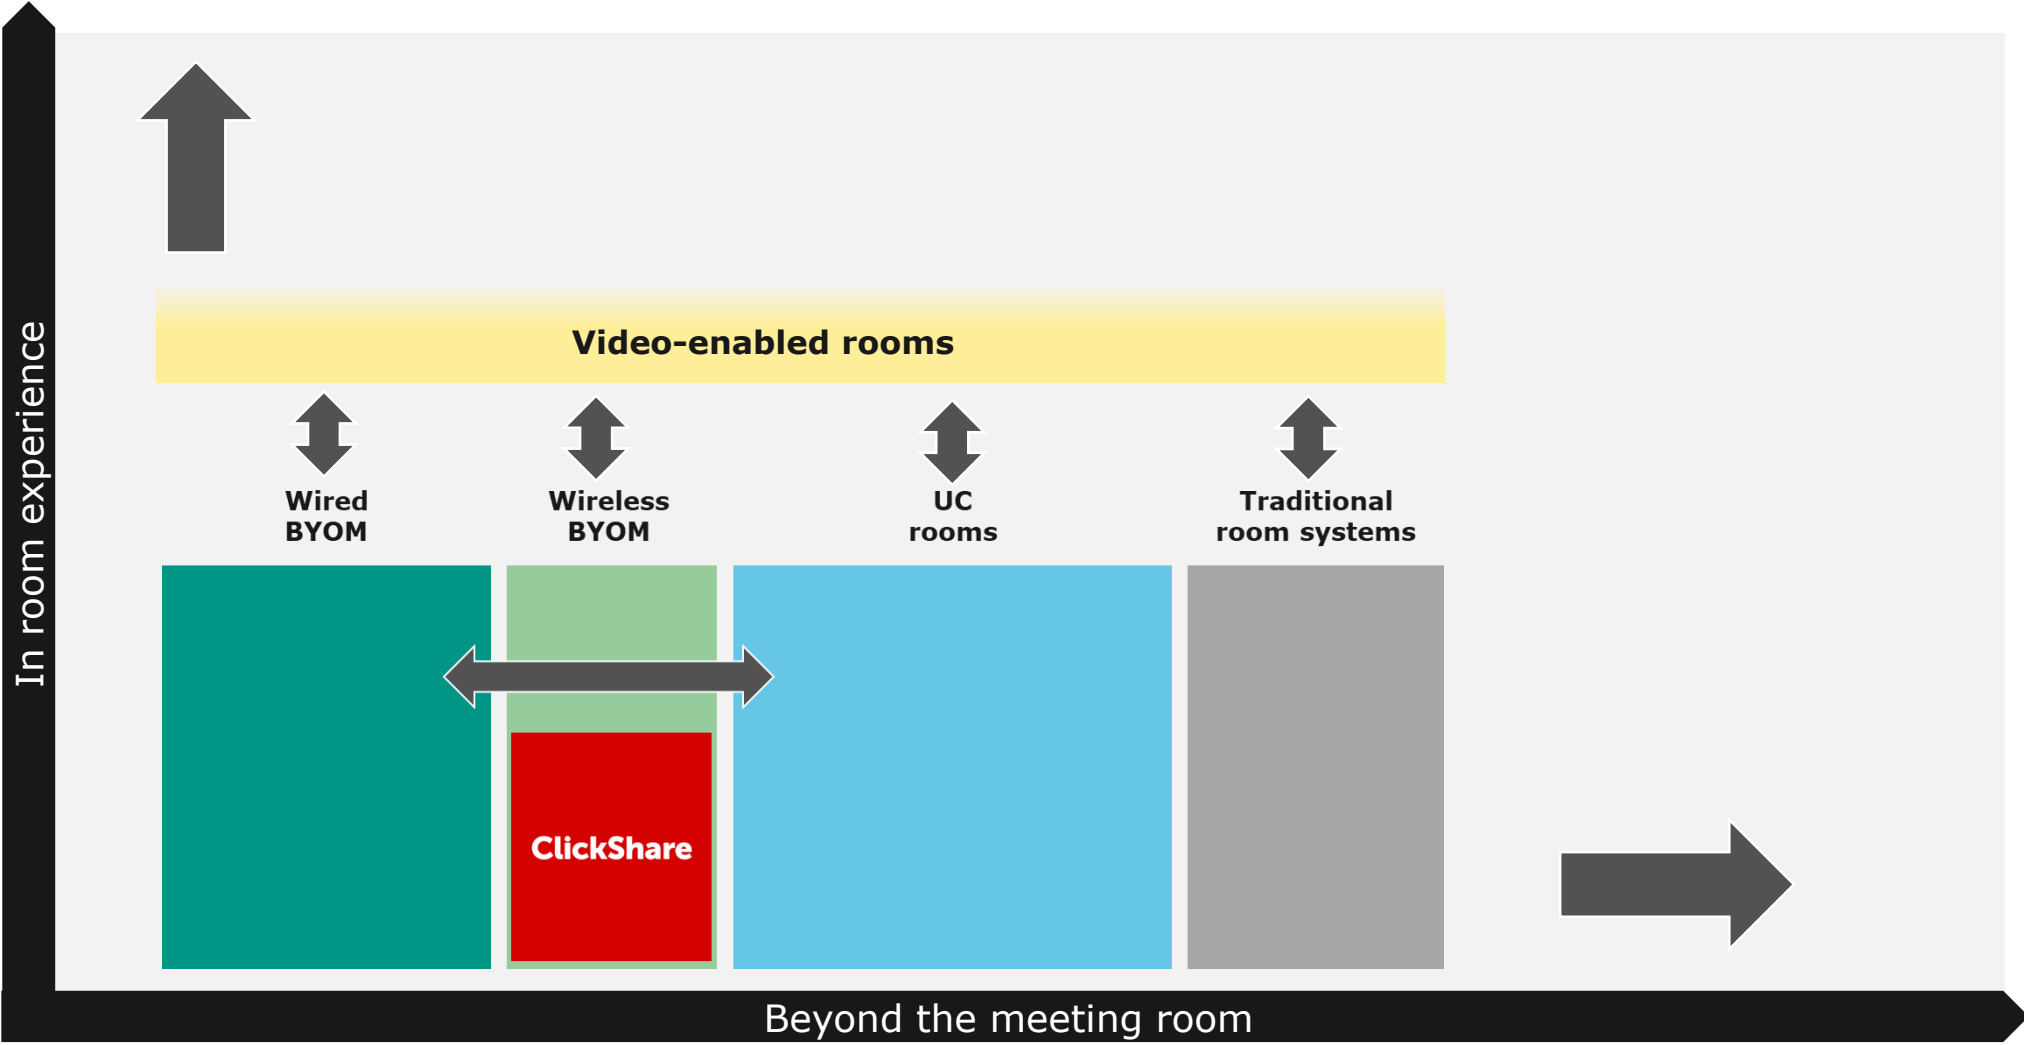 In room experience
Video-enabled rooms
Wired
BYOM
Wireless
BYOM
UC
rooms
Traditional
room systems
ClickShare
Beyond the meeting room